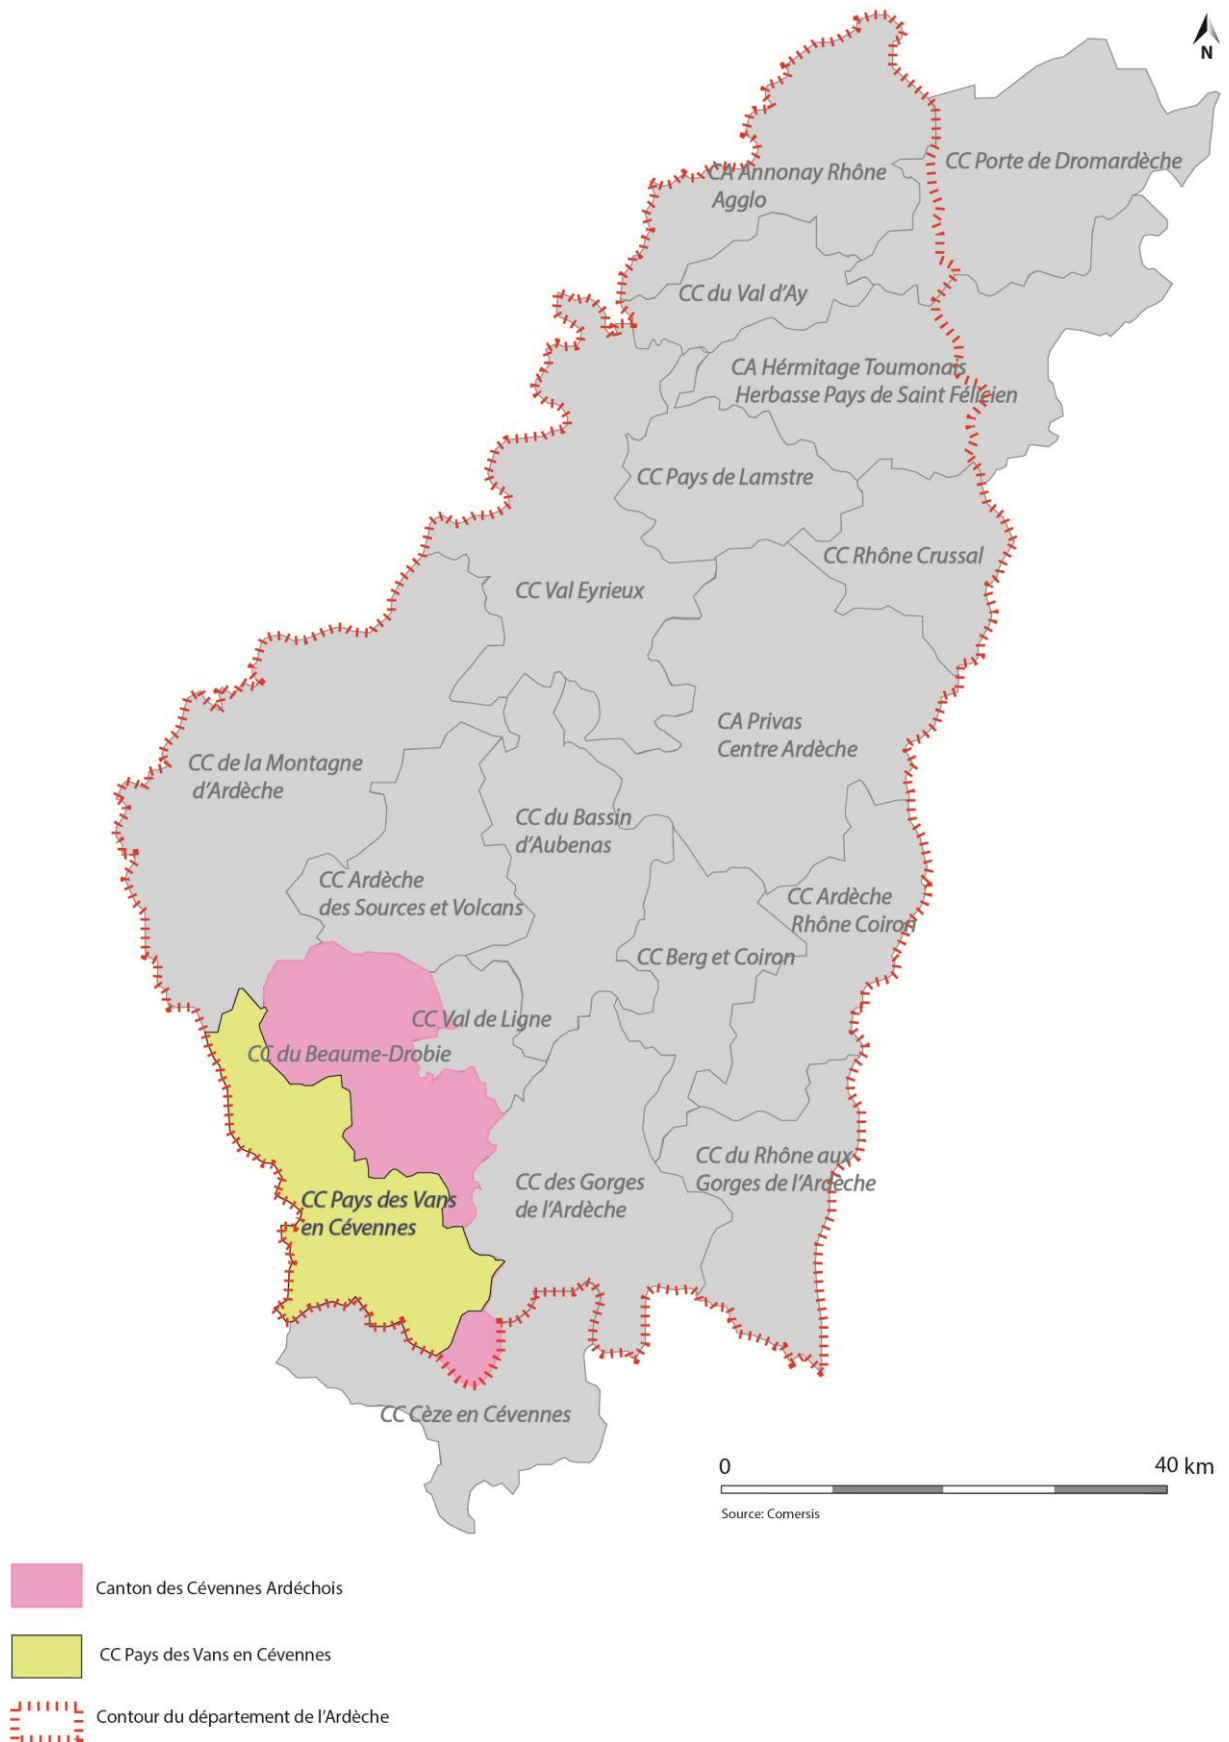 N
CC Porte de Dromardèche
CA Annonay Rhône
Agglo
CC du Val d'Ay
CA Hérmitage Toumonais
Herbasse Pays de Saint Félicien
CC Pays de Lamstre
CC Rhône Crussal
CC Val Eyrieux
CA Privas
Centre Ardèche
CC de la Montagne
d'Ardèche
CC du Bassin
d'Aubenas
CC Ardèche
des Sources et Volcans
CC Ardèche
Rhône Coiron
CC Berg et Coiron
CC Val de Ligne
CC du Beaume-Drobie
CC du Rhône aux
Gorges de l'Ardèche
CC des Gorges
de l'Ardèche
CC Pays des Vans
en Cévennes
CC Cèze en Cévennes
0 40 km
Source: Comersis
Canton des Cévennes Ardéchois
CC Pays des Vans en Cévennes
Contour du département de l'Ardèche